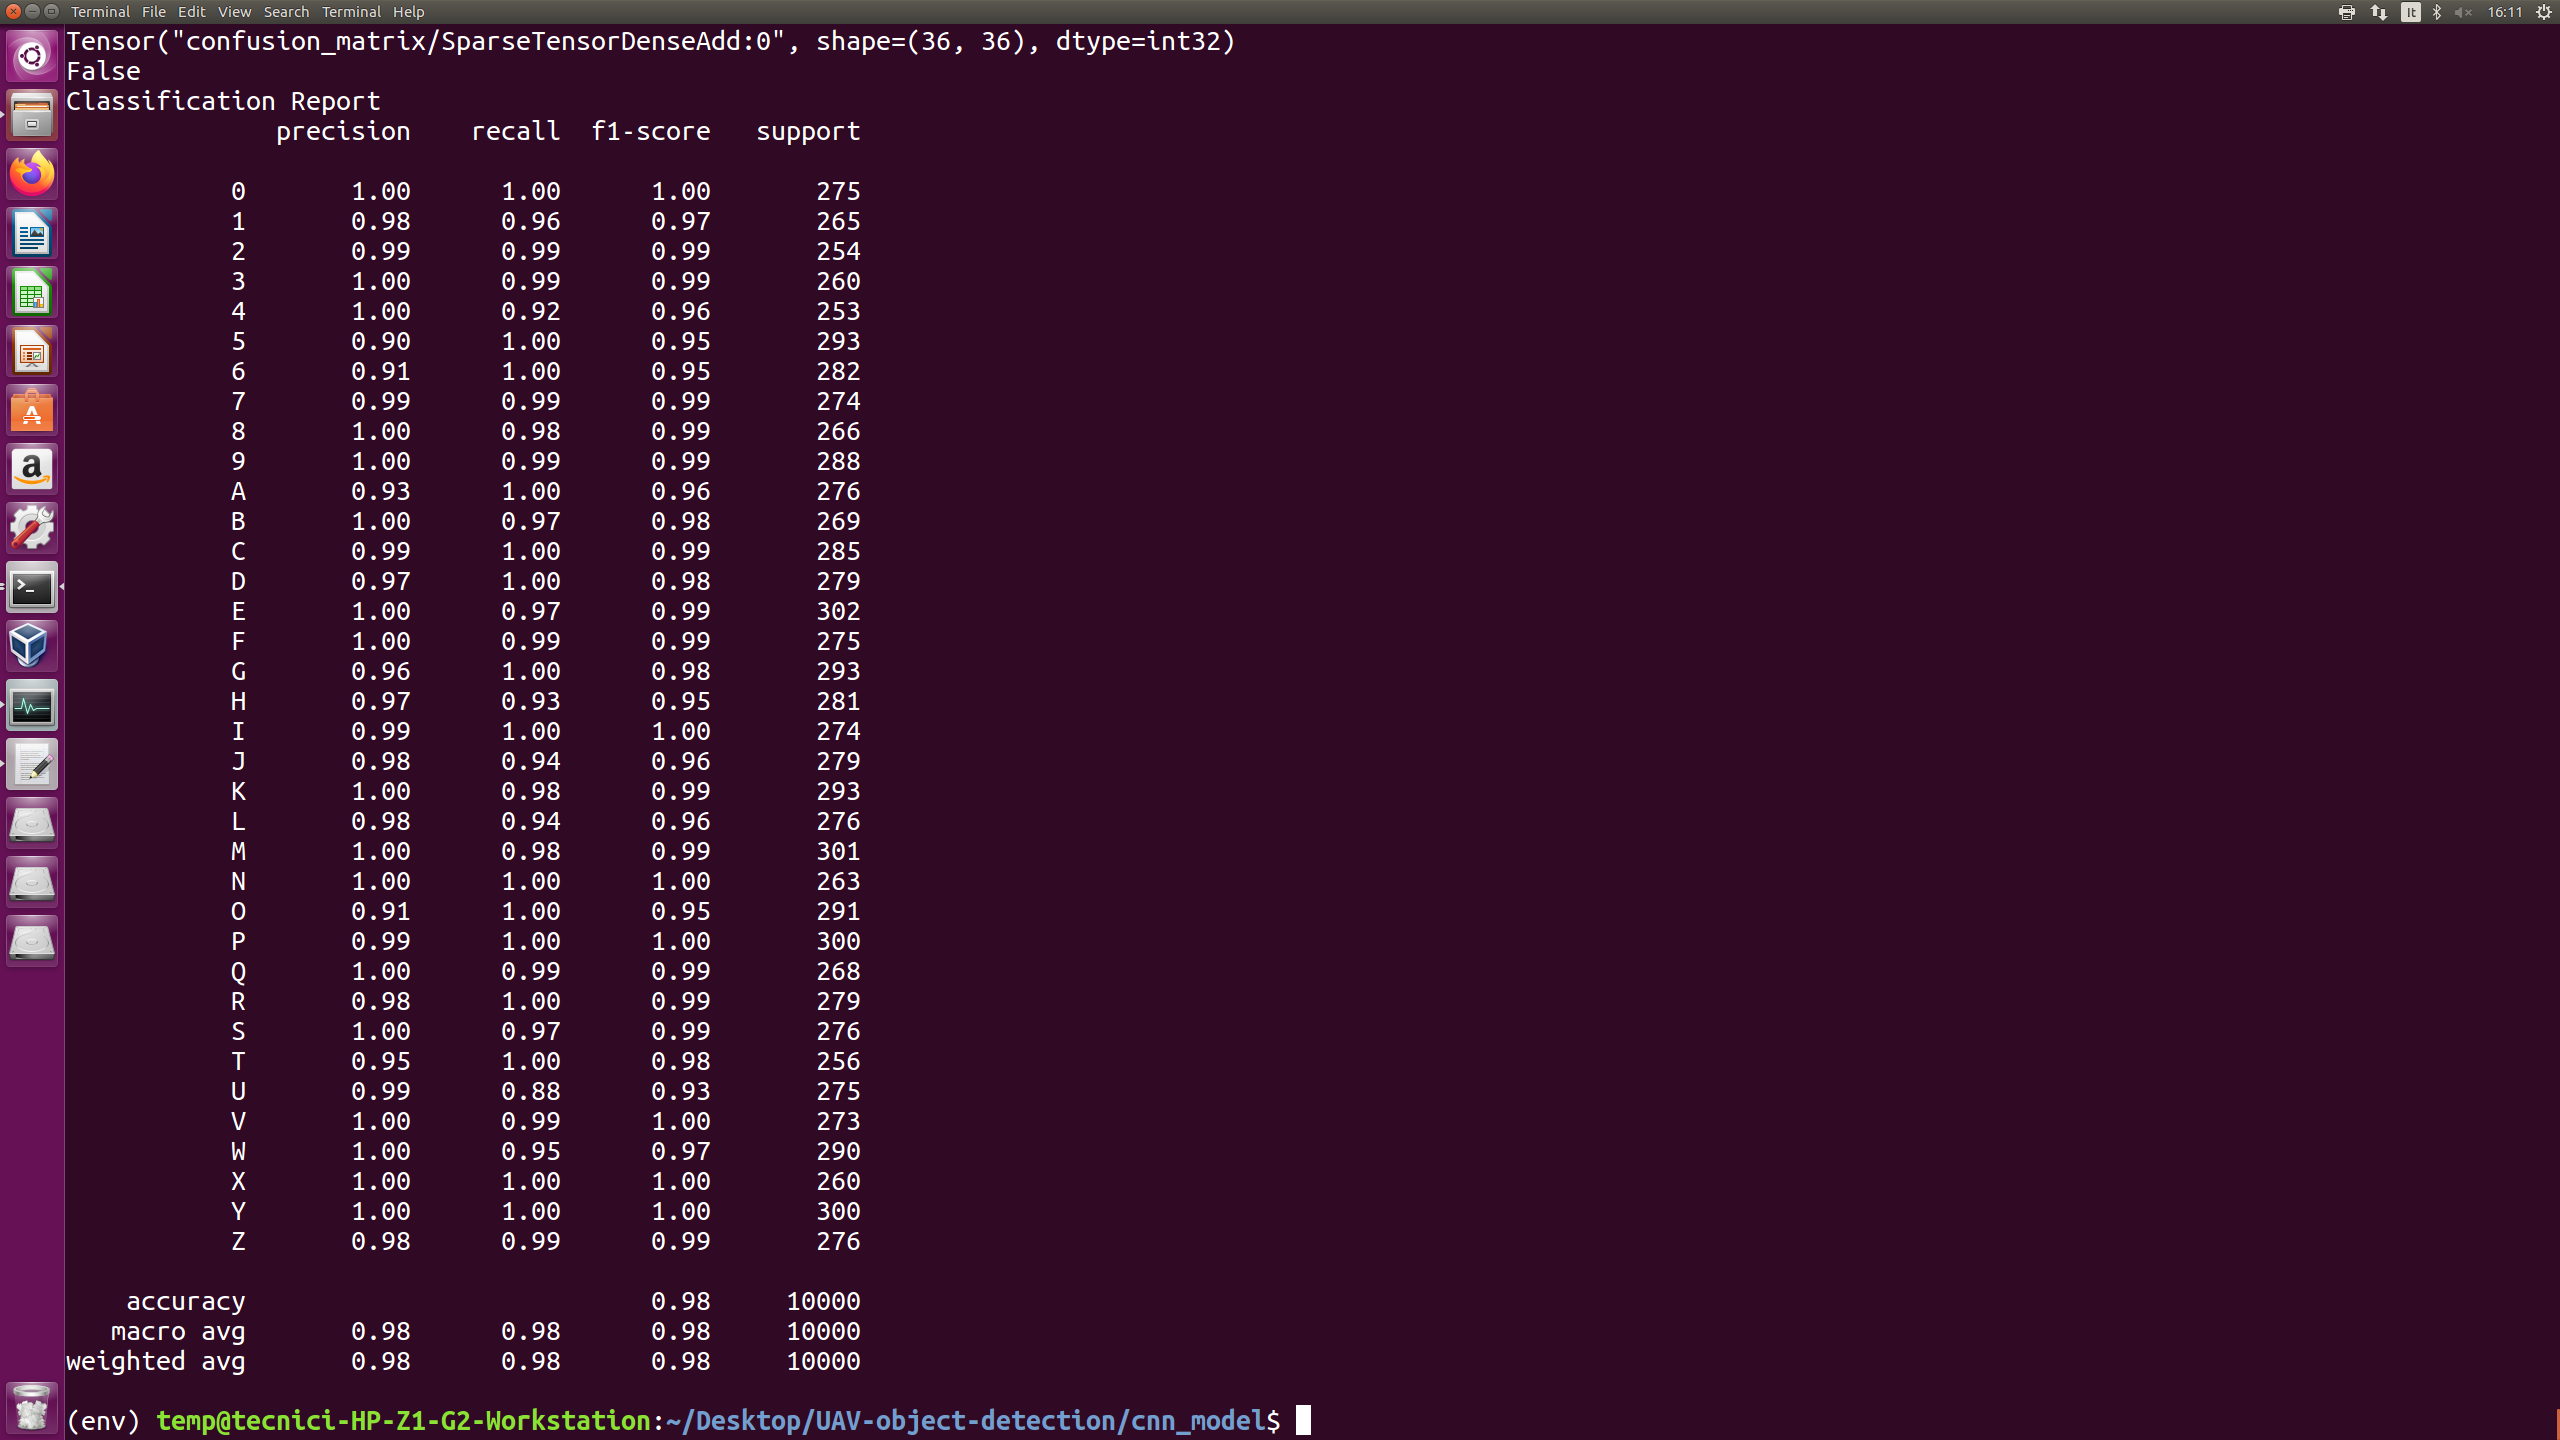 Terminal File Edit View Search Terminal Help It 16:11
Tensor("confusion_matrix/SparseTensorDenseAdd:0", shape=(36, 36), dtype=int32)
False
Classification Report
precision recall f1-score support
0 1.00 1.00 1.00 275
1 0.98 0.96 0.97 265
2 0.99 0.99 0.99 254
3 1.00 0.99 0.99 260
4 1.00 0.92 0.96 253
5 0.90 1.00 0.95 293
6 0.91 1.00 0.95 282
7 0.99 0.99 0.99 274
8 1.00 0.98 0.99 266
9 1.00 0.99 0.99 288
A 0.93 1.00 0.96 276
B 1.00 0.97 0.98 269
C 0.99 1.00 0.99 285
D 0.97 1.00 0.98 279
E 1.00 0.97 0.99 302
F 1.00 0.99 0.99 275
G 0.96 1.00 0.98 293
H 0.97 0.93 0.95 281
I 0.99 1.00 1.00 274
J 0.98 0.94 0.96 279
K 1.00 0.98 0.99 293
L 0.98 0.94 0.96 276
M 1.00 0.98 0.99 301
N 1.00 1.00 1.00 263
O 0.91 1.00 0.95 291
P 0.99 1.00 1.00 300
Q 1.00 0.99 0.99 268
R 0.98 1.00 0.99 279
S 1.00 0.97 0.99 276
T 0.95 1.00 0.98 256
U 0.99 0.88 0.93 275
V 1.00 0.99 1.00 273
W 1.00 0.95 0.97 290
X 1.00 1.00 1.00 260
Y 1.00 1.00 1.00 300
Z 0.98 0.99 0.99 276
accuracy 0.98 10000
macro avg 0.98 0.98 0.98 10000
weighted avg 0.98 0.98 0.98 10000
(env) temp@tecnici-HP-Z1-G2-Workstation:~/Desktop/UAV-object-detection/cnn_model$